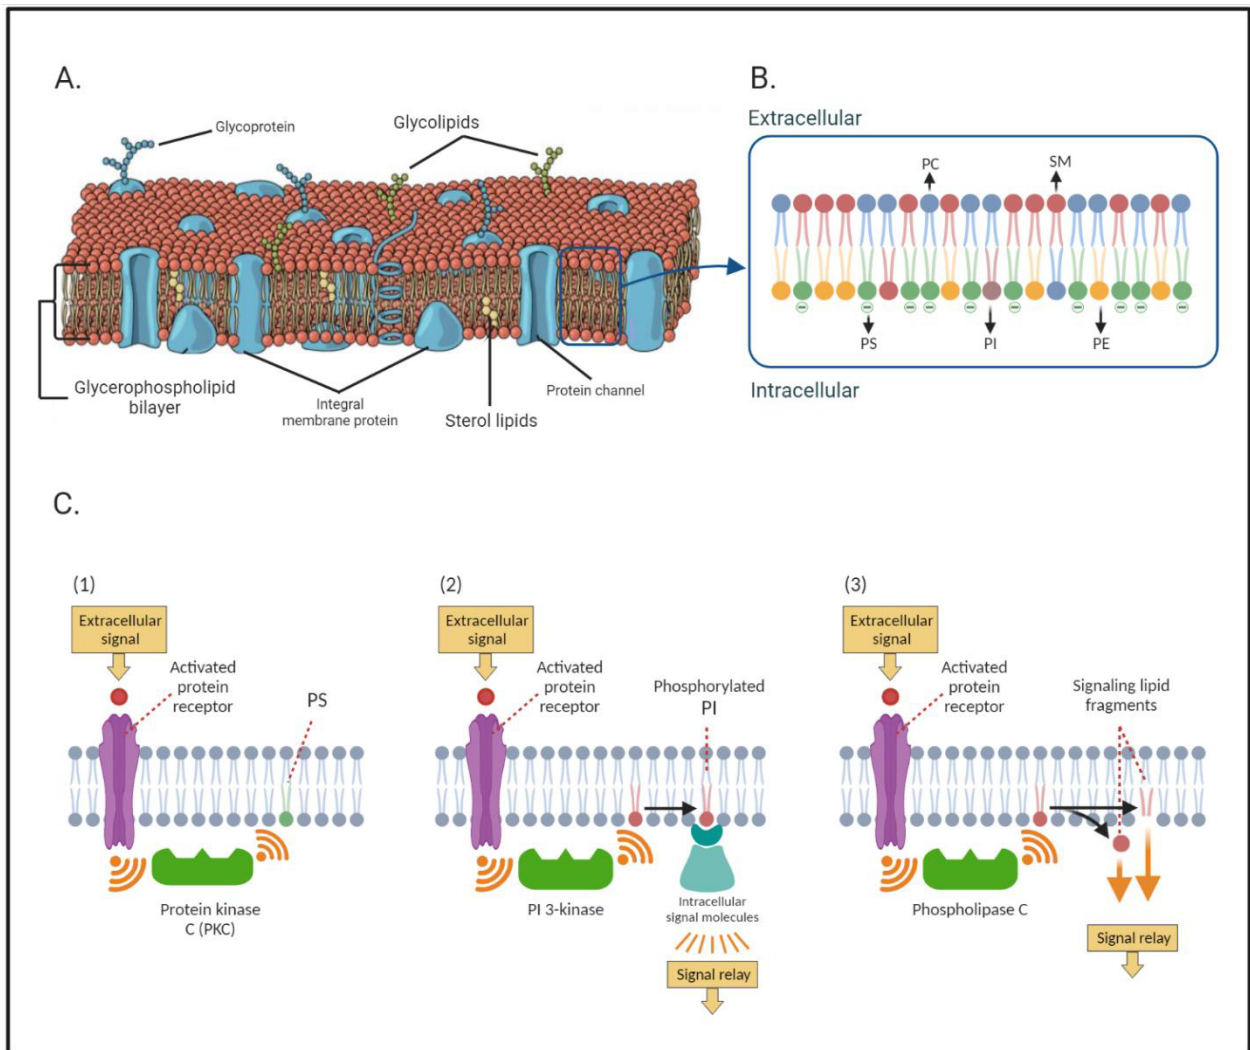 A.
Glycoprotein
Glycolipids
Glycerophospholipid
bilayer
Integral
membrane protein
Sterol lipids
Protein channel
B.
Extracellular
PC
SM
PS
PI
PE
Intracellular
C.
(1)
Extracellular
signal
Activated
protein
receptor
PS
Protein kinase
C (PKC)
(2)
Extracellular
signal
Activated
protein
receptor
Phosphorylated
PI
PI 3-kinase
Intracellular
signal molecules
Signal relay
(3)
Extracellular
signal
Activated
protein
receptor
Signaling lipid
fragments
Phospholipase C
Signal relay